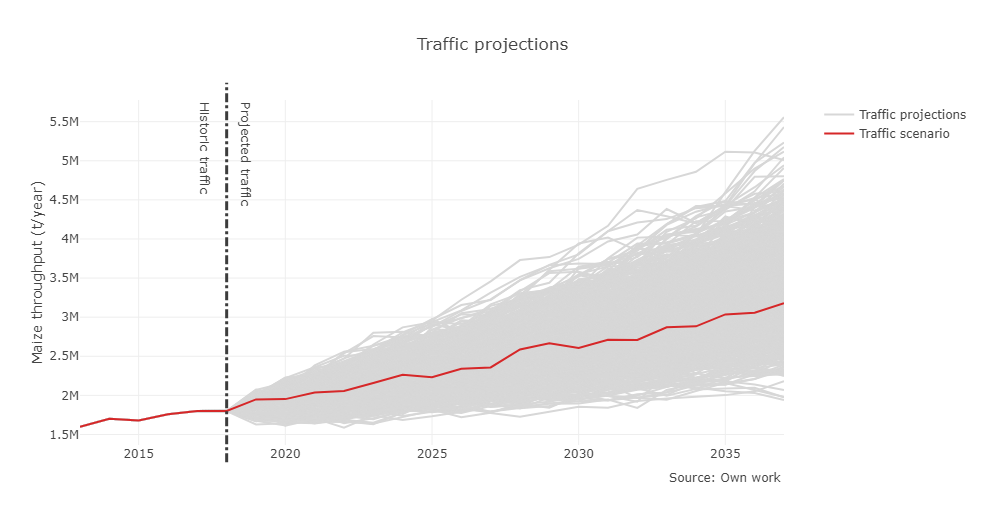 Traffic projections
Historic traffic
Projected traffic
Traffic projections
Traffic scenario
Maize throughput (t/year)
5.5M
5M
4.5M
4M
3.5M
3M
2.5M
2M
1.5M
2015
2020
2025
2030
2035
Source: Own work